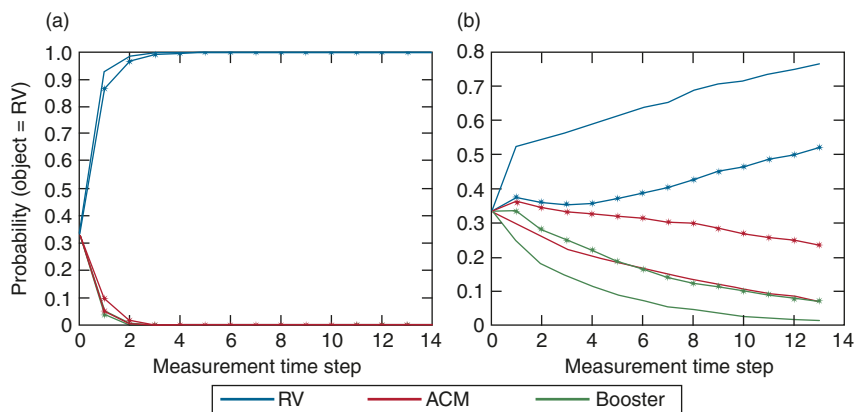 (a)
(b)
Probability (object = RV)
1.0
0.9
0.8
0.7
0.6
0.5
0.4
0.3
0.2
0.1
0
0 2 4 6 8 10 12 14
Measurement time step
0.8
0.7
0.6
0.5
0.4
0.3
0.2
0.1
0
0 2 4 6 8 10 12 14
Measurement time step
RV ACM Booster